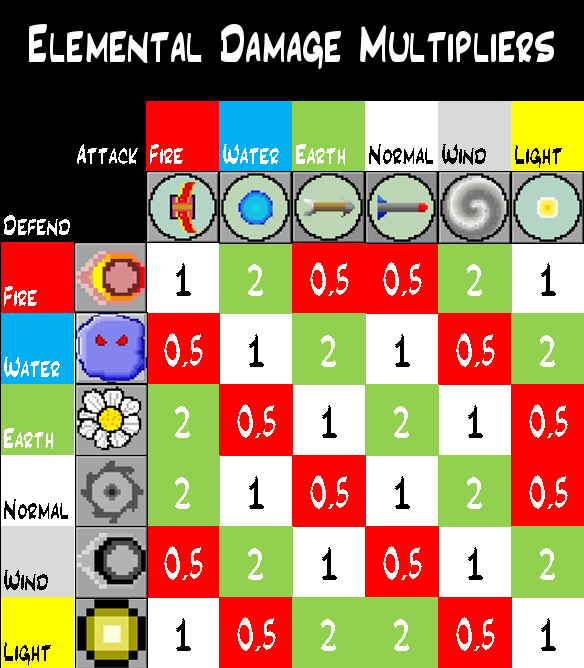 Elemental Damage Multipliers
Attack Fire Water Earth Normal Wind Light
Defend
Fire 1 2 0,5 0,5 2 1
Water 0,5 1 2 1 0,5 2
Earth 2 0,5 1 2 1 0,5
Normal 2 1 0,5 1 2 0,5
Wind 0,5 2 1 0,5 1 2
Light 1 0,5 2 2 0,5 1